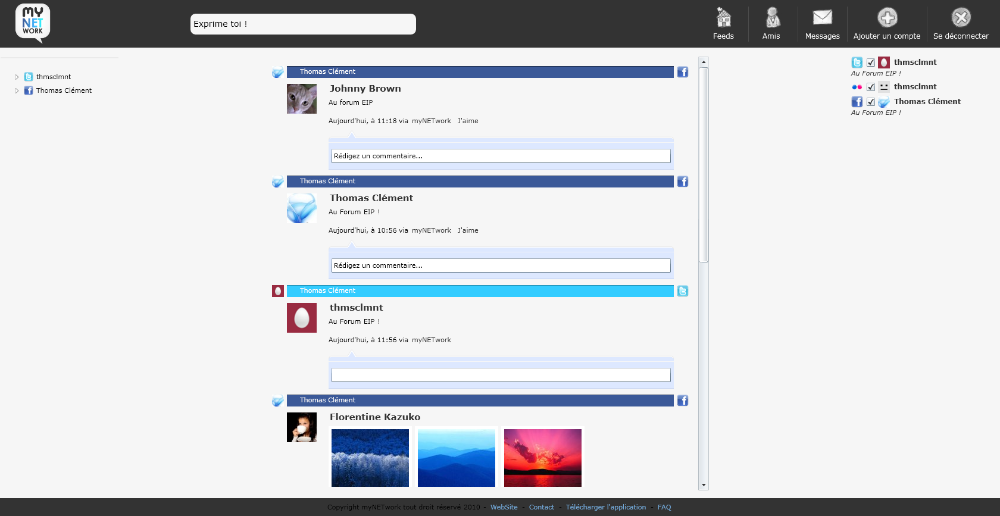 MY
NET
WORK
Exprime toi !
Feeds
Amis
Messages
Ajouter un compte
Se déconnecter
thmsclmnt
Thomas Clément
Thomas Clément
Johnny Brown
Au forum EIP
Aujourd'hui, à 11:18 via myNETwork J'aime
Rédigez un commentaire...
Thomas Clément
Thomas Clément
Au Forum EIP !
Aujourd'hui, à 10:56 via myNETwork J'aime
Rédigez un commentaire...
Thomas Clément
thmsclmnt
Au Forum EIP !
Aujourd'hui, à 11:56 via myNETwork
Thomas Clément
Florentine Kazuko
thmsclmnt
Au Forum EIP !
thmsclmnt
Thomas Clément
Au Forum EIP !
Copyright myNETwork tout droit réservé 2010 - WebSite - Contact - Télécharger l'application - FAQ